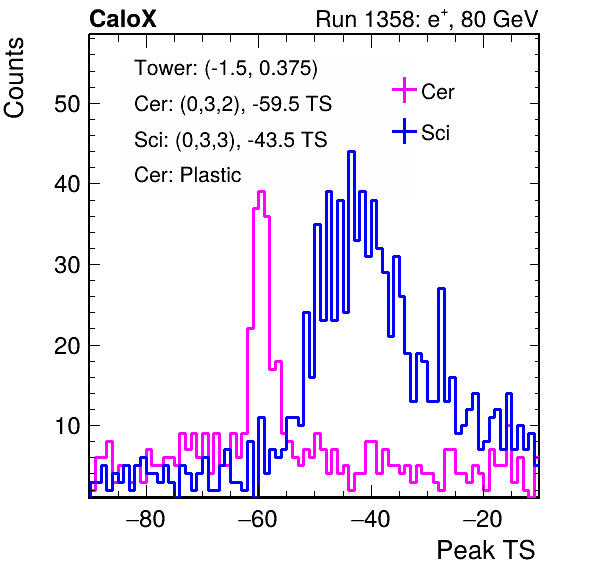 CaloX Run 1358: e⁺, 80 GeV
Counts
Tower: (-1.5, 0.375)
Cer: (0,3,2), -59.5 TS
Sci: (0,3,3), -43.5 TS
Cer: Plastic
Cer
Sci
50
40
30
20
10
−80 −60 −40 −20
Peak TS